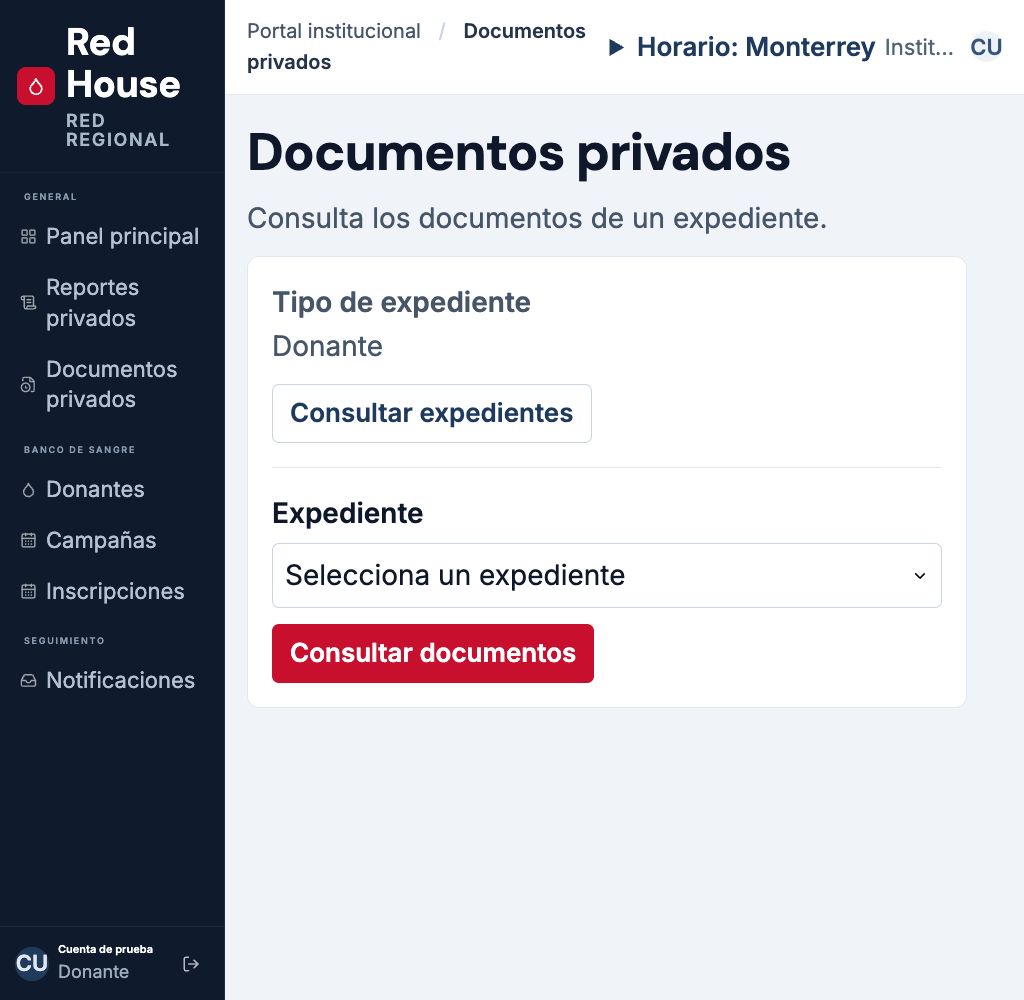 Red
House
RED
REGIONAL
GENERAL
Panel principal
Reportes
privados
Documentos
privados
BANCO DE SANGRE
Donantes
Campañas
Inscripciones
SEGUIMIENTO
Notificaciones
CU
Cuenta de prueba
Donante
Portal institucional / Documentos
privados
Horario: Monterrey Instit... CU
Documentos privados
Consulta los documentos de un expediente.
Tipo de expediente
Donante
Consultar expedientes
Expediente
Selecciona un expediente
Consultar documentos